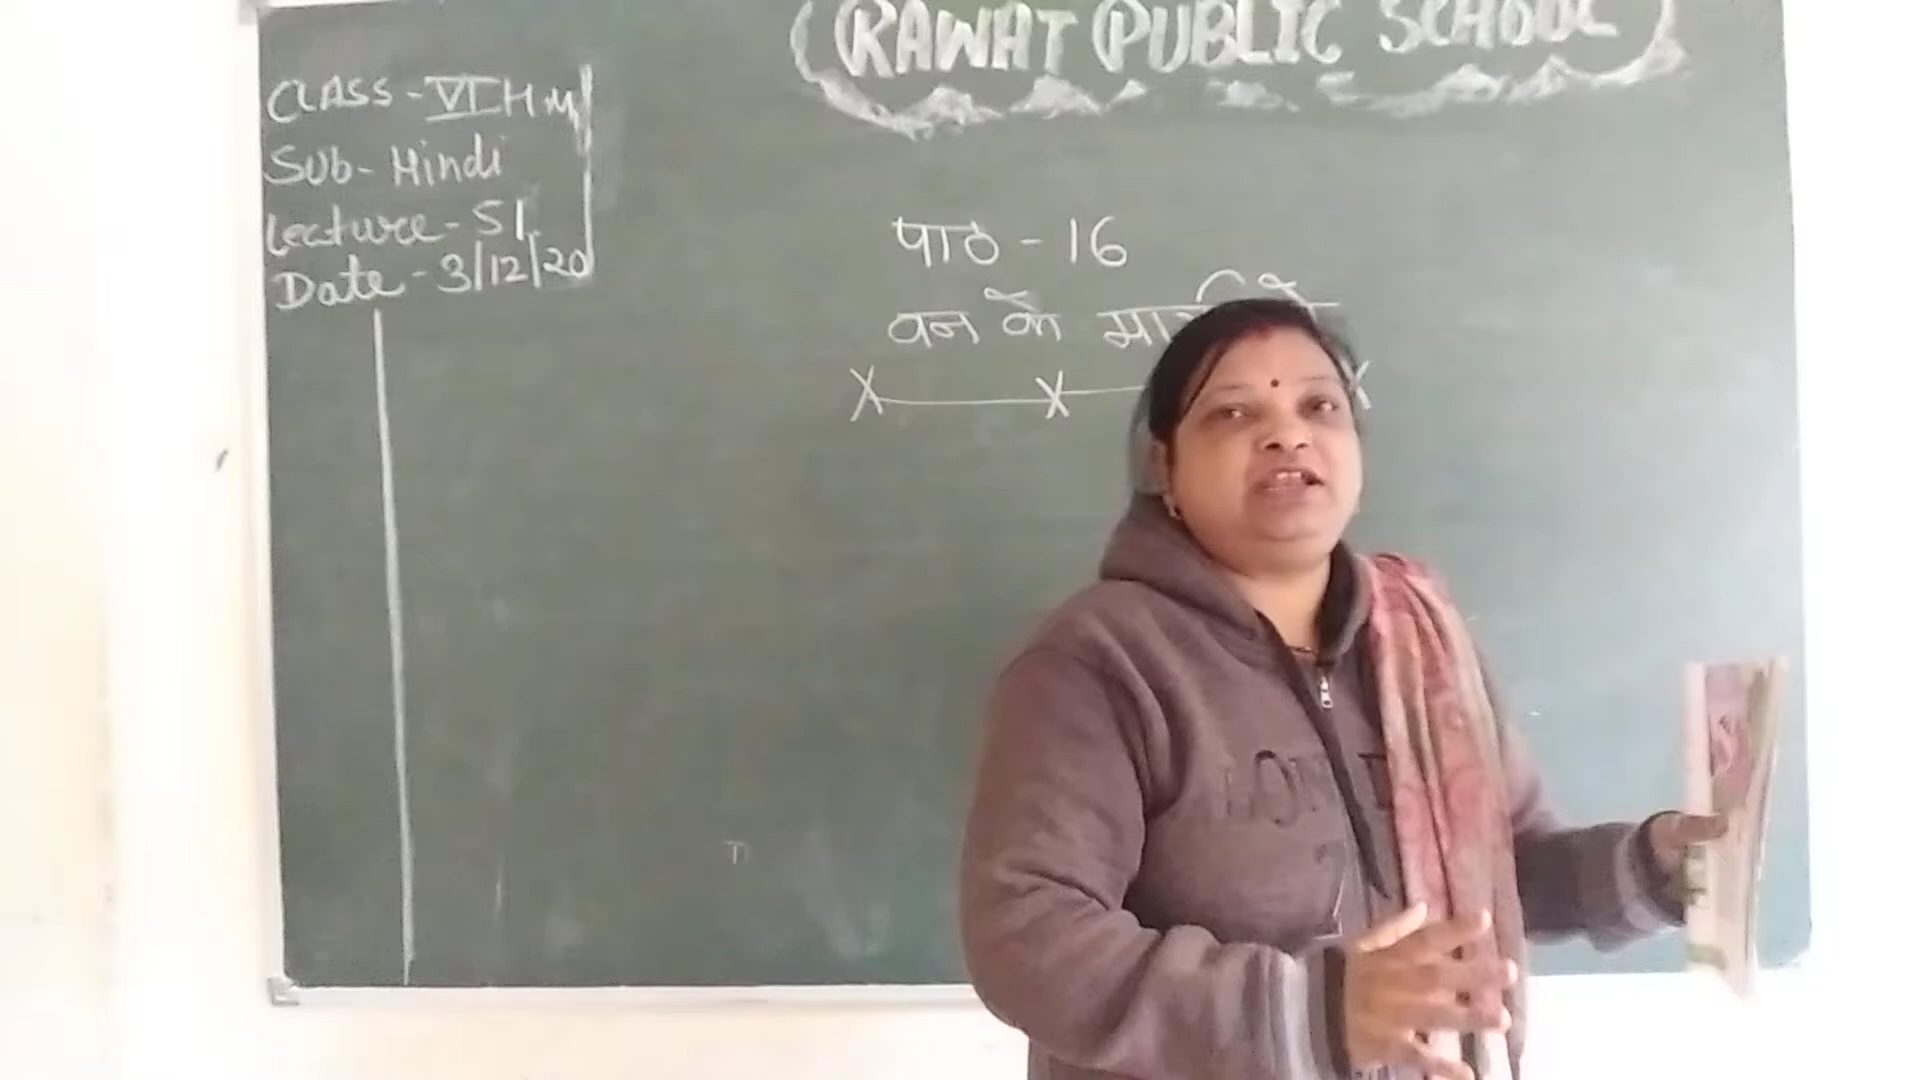 RAWAT PUBLIC SCHOOL
CLASS - VI H M
Sub - Hindi
Lecture - 51
Date - 3/12/20
पाठ - 16
वन के